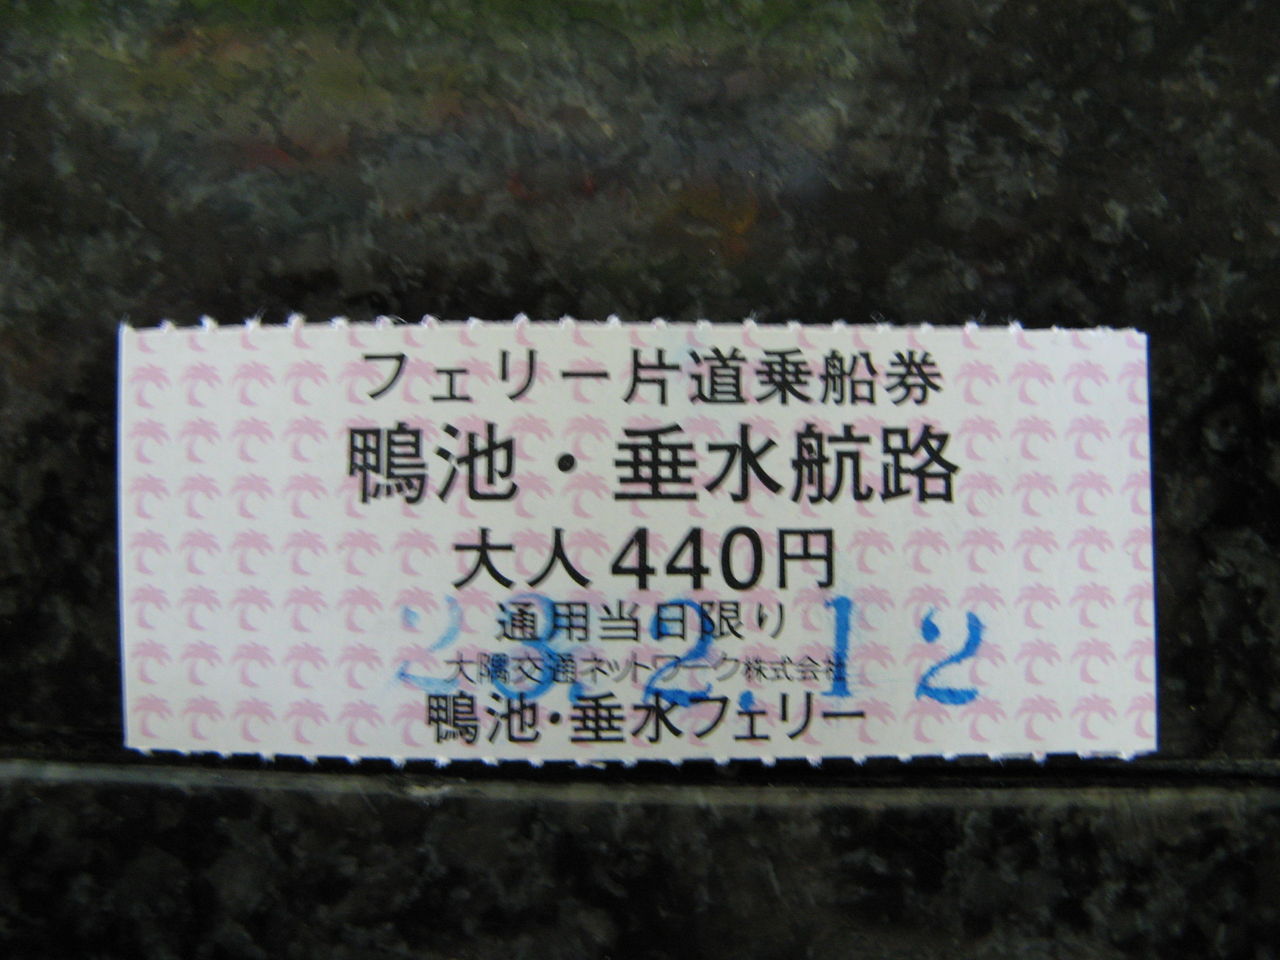 フェリー片道乗船券
鴨池・垂水航路
大人440円
通用当日限り
23.2.12
大隅交通ネットワーク株式会社
鴨池・垂水フェリー